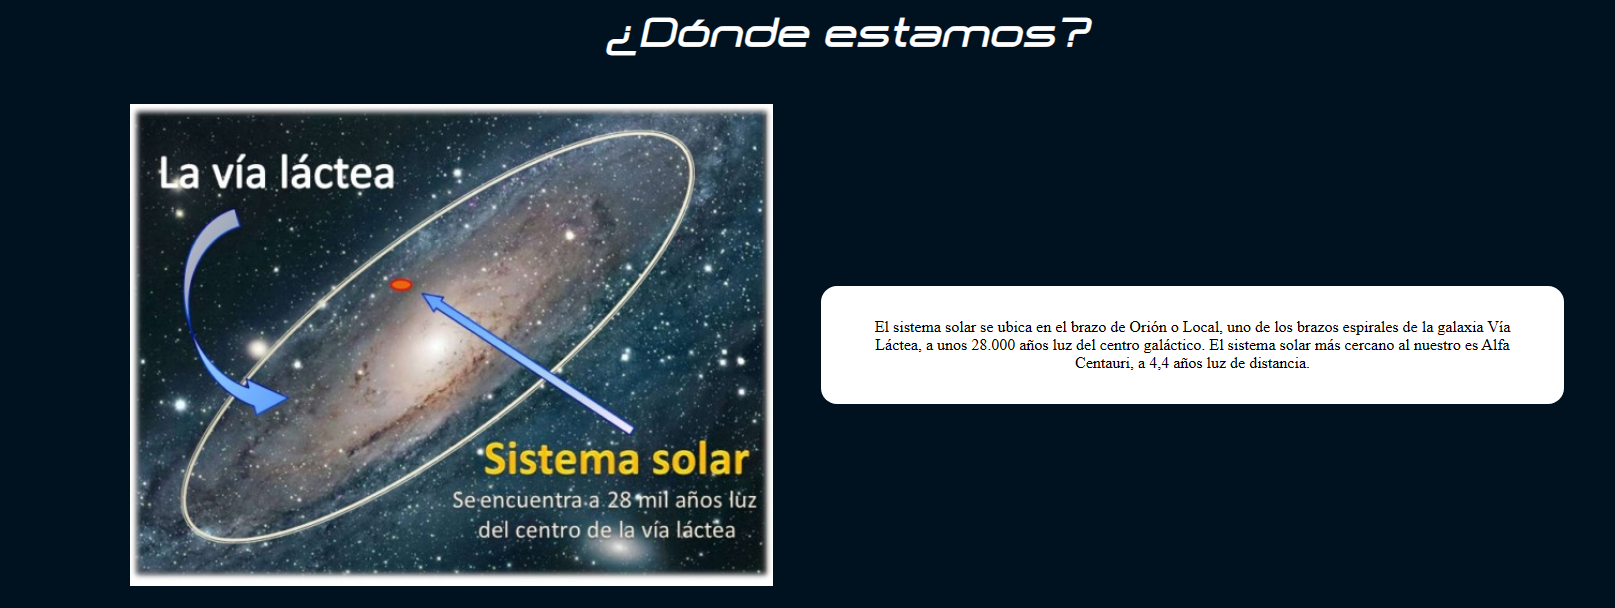 ¿Dónde estamos?
La vía láctea
Sistema solar
Se encuentra a 28 mil años luz
del centro de la vía láctea
El sistema solar se ubica en el brazo de Orión o Local, uno de los brazos espirales de la galaxia Vía
Láctea, a unos 28.000 años luz del centro galáctico. El sistema solar más cercano al nuestro es Alfa
Centauri, a 4,4 años luz de distancia.